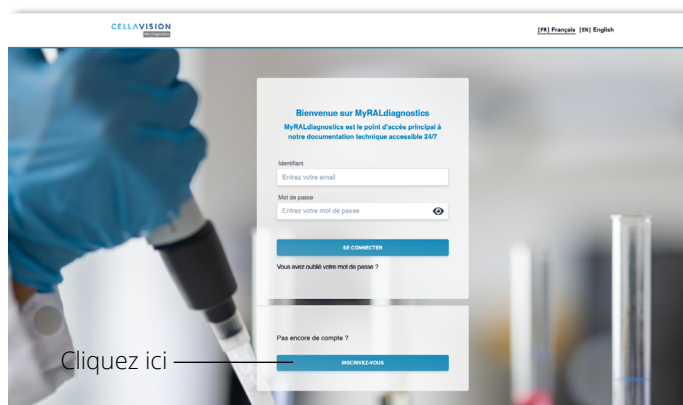 CELLAVISION
RAL Diagnostics
[FR] Français [EN] English
Bienvenue sur MyRALdiagnostics
MyRALdiagnostics est le point d'accès principal à
notre documentation technique accessible 24/7
Identifiant
Entrez votre email
Mot de passe
Entrez votre mot de passe
SE CONNECTER
Vous avez oublié votre mot de passe ?
Pas encore de compte ?
Cliquez ici
INSCRIVEZ-VOUS